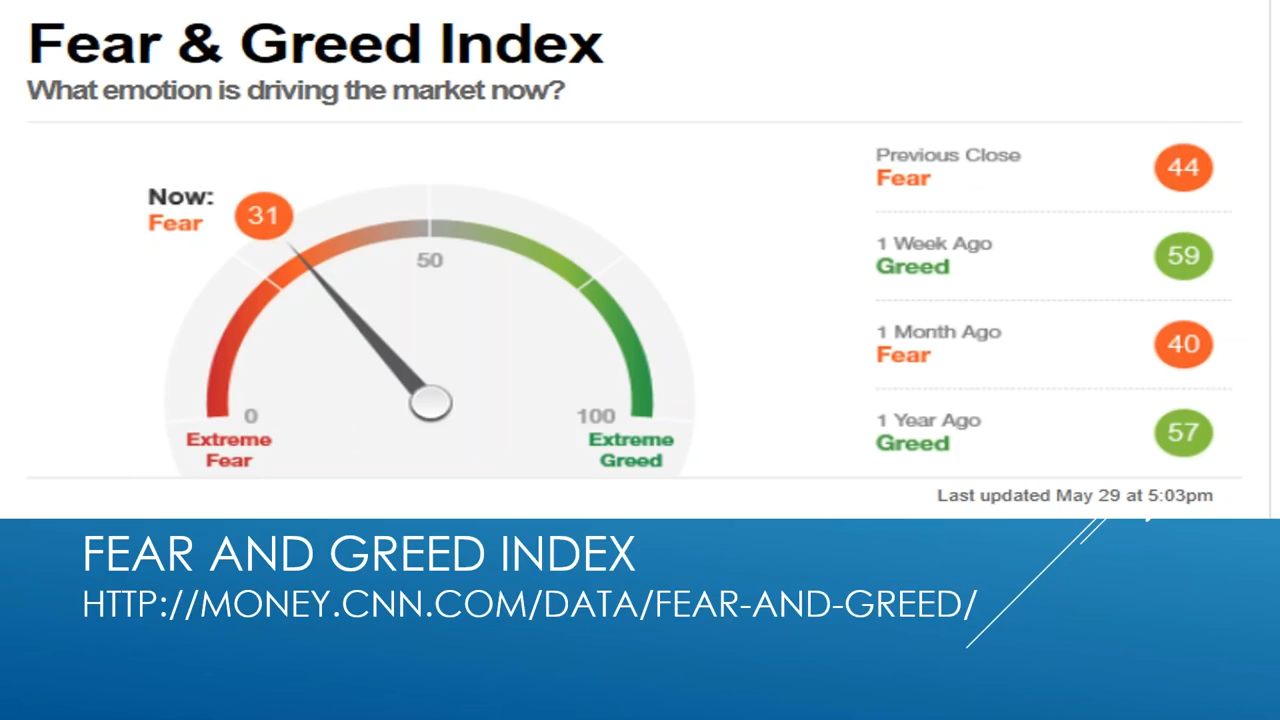 Fear & Greed Index
What emotion is driving the market now?
Now:
Fear
31
50
0
Extreme
Fear
100
Extreme
Greed
Previous Close
Fear
44
1 Week Ago
Greed
59
1 Month Ago
Fear
40
1 Year Ago
Greed
57
Last updated May 29 at 5:03pm
FEAR AND GREED INDEX
HTTP://MONEY.CNN.COM/DATA/FEAR-AND-GREED/